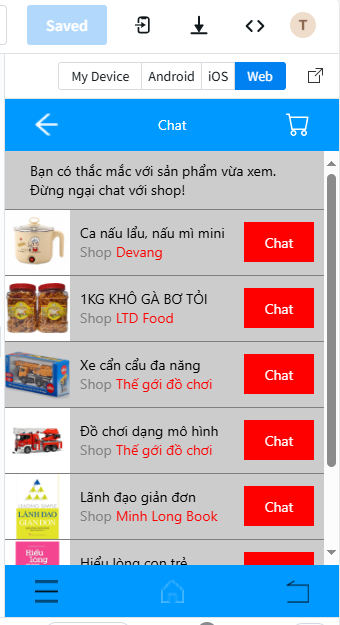 Saved
T
My Device Android iOS Web
Chat
Bạn có thắc mắc với sản phẩm vừa xem.
Đừng ngại chat với shop!
Ca nấu lẩu, nấu mì mini
Shop Devang
Chat
1KG KHÔ GÀ BƠ TỎI
Shop LTD Food
Chat
Xe cẩn cẩu đa năng
Shop Thế gới đồ chơi
Chat
Đồ chơi dạng mô hình
Shop Thế gới đồ chơi
Chat
LÃNH ĐẠO
GIẢN ĐƠN
Lãnh đạo giản đơn
Shop Minh Long Book
Chat
Hiểu
lòng
Hiểu lòng con trẻ